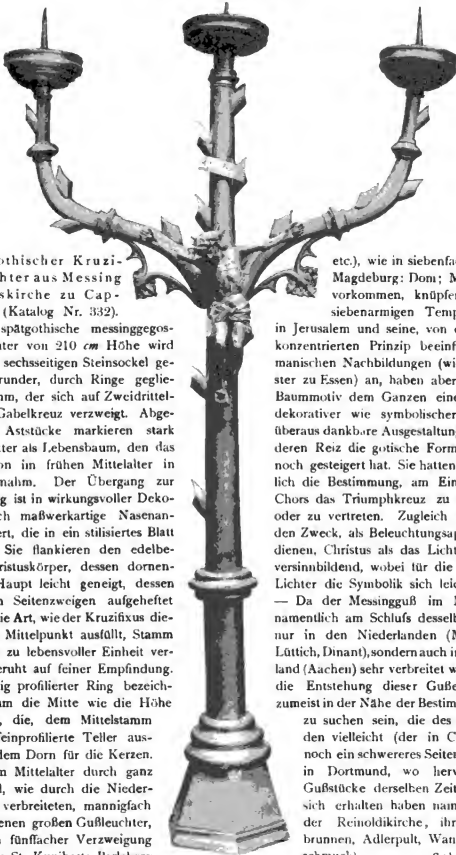 othischer Kruzi-
hter aus Messing
skirche zu Cap-
(Katalog Nr. 332).
spätgothische messinggegos-
ter von 210 cm Höhe wird
sechsseitigen Steinsockel ge-
runder, durch Ringe geglie-
m, der sich auf Zweidrittel-
Gabelkreuz verzweigt. Abge-
Aststücke markieren stark
ter als Lebensbaum, den das
on im frühen Mittelalter in
nahm. Der Übergang zur
g ist in wirkungsvoller Deko-
ch maßwerkartige Nasenan-
ert, die in ein stilisiertes Blatt
Sie flankieren den edelbe-
ristuskörper, dessen dornen-
Haupt leicht geneigt, dessen
n Seitenzweigen aufgeheftet
ie Art, wie der Kruzifixus die-
Mittelpunkt ausfüllt, Stamm
zu lebensvoller Einheit ver-
eruht auf feiner Empfindung.
ig profilierter Ring bezeich-
am die Mitte wie die Höhe
, die, dem Mittelstamm
feinprofilierte Teller aus-
dem Dorn für die Kerzen.
m Mittelalter durch ganz
l, wie durch die Nieder-
verbreiteten, mannigfach
enen großen Gußleuchter,
n fünffacher Verzweigung
etc.), wie in siebenfac
Magdeburg: Dom; M
vorkommen, knüpfer
siebenarmigen Temp
in Jerusalem und seine, von d
konzentrierten Prinzip beeinf
manischen Nachbildungen (wi
ster zu Essen) an, haben aber
Baummotiv dem Ganzen eine
dekorativer wie symbolischer
überaus dankbare Ausgestaltung
deren Reiz die gotische Form
noch gesteigert hat. Sie hatten
lich die Bestimmung, am Ein
Chors das Triumphkreuz zu
oder zu vertreten. Zugleich
den Zweck, als Beleuchtungsap
dienen, Christus als das Licht
versinnbildend, wobei für die
Lichter die Symbolik sich leic
— Da der Messingguß im M
namentlich am Schluß desselb
nur in den Niederlanden (M
Lüttich, Dinant), sondern auch in
land (Aachen) sehr verbreitet w
die Entstehung dieser Guße
zumeist in der Nähe der Bestim
zu suchen sein, die des
den vielleicht (der in C
noch ein schwereres Seiten
in Dortmund, wo herv
Gußstücke derselben Zeit
sich erhalten haben nam
der Reinoldikirche, ihr
brunnen, Adlerpult, Wan